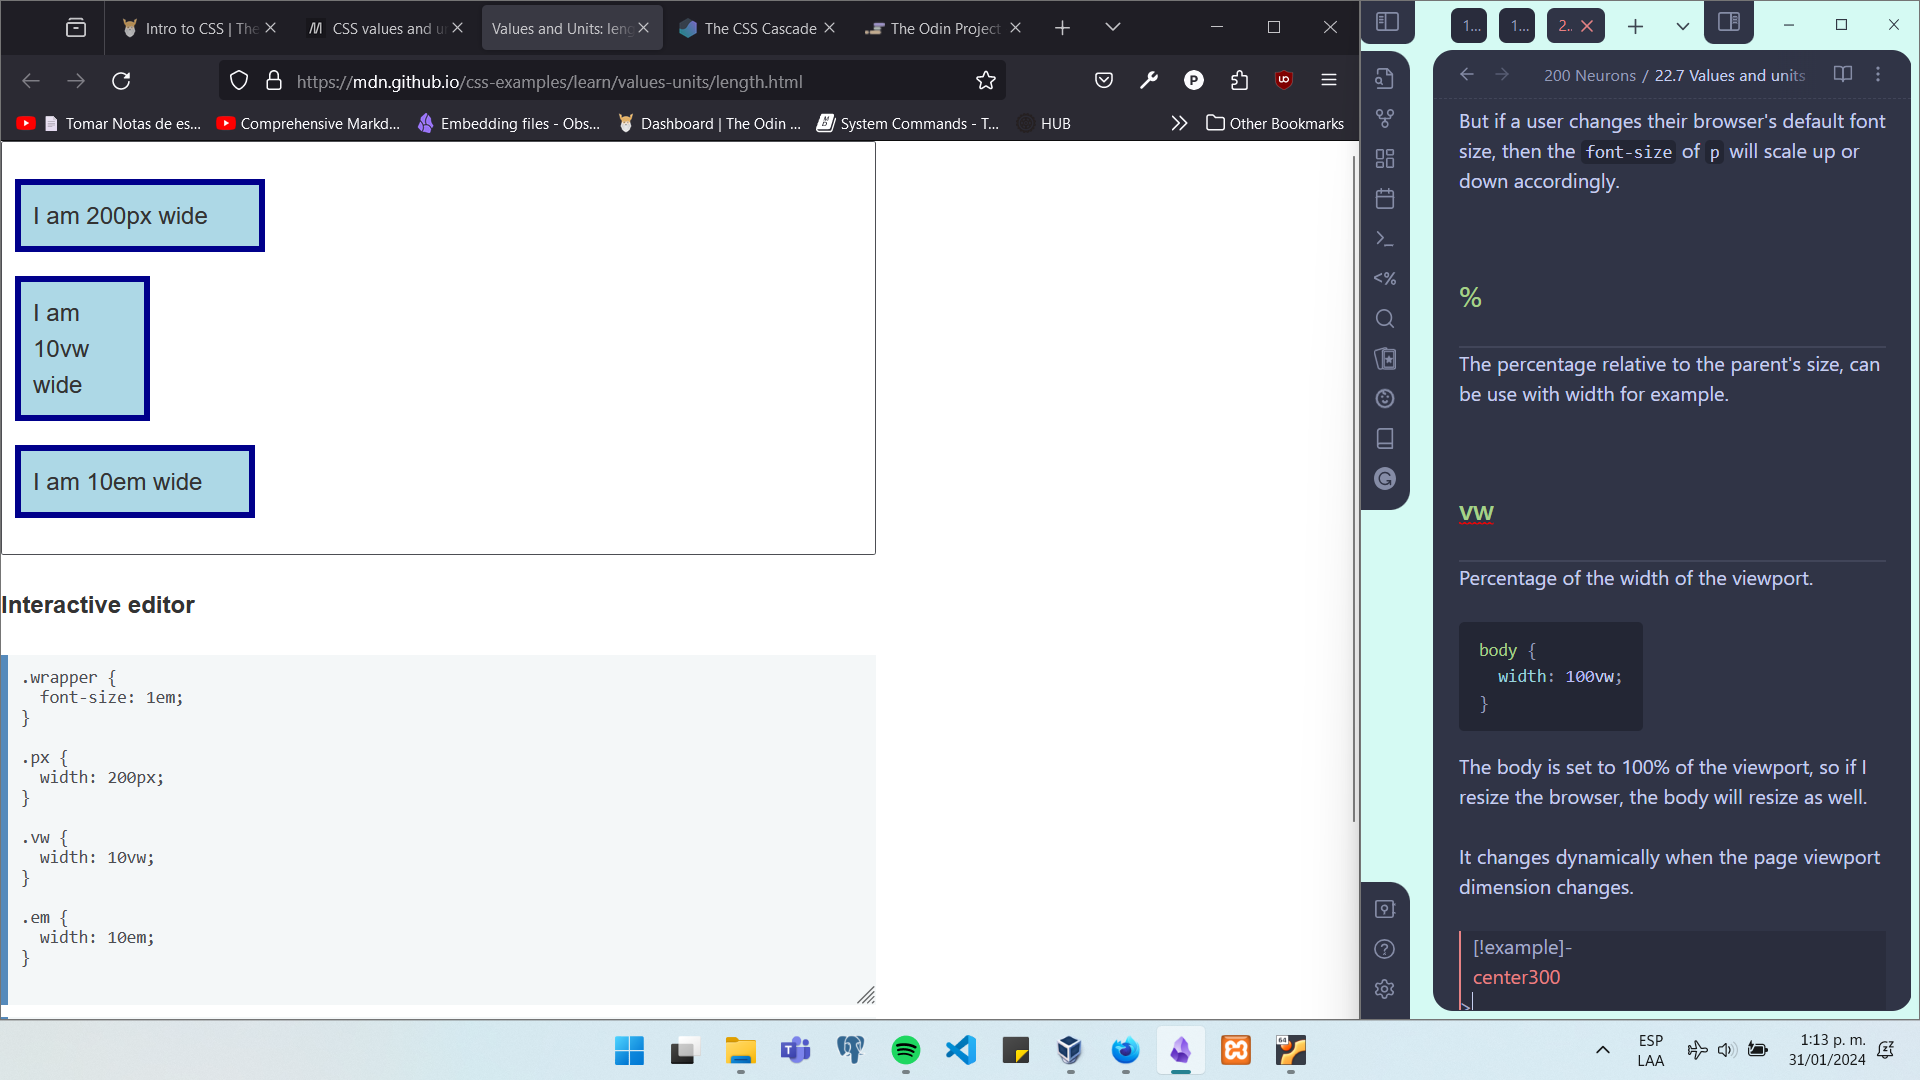 Intro to CSS | The
CSS values and u
Values and Units: leng
The CSS Cascade
The Odin Project
https://mdn.github.io/css-examples/learn/values-units/length.html
Tomar Notas de es...
Comprehensive Markd...
Embedding files - Obs...
Dashboard | The Odin ...
System Commands - T...
HUB
Other Bookmarks
I am 200px wide
I am
10vw
wide
I am 10em wide
Interactive editor
.wrapper {
font-size: 1em;
}
.px {
width: 200px;
}
.vw {
width: 10vw;
}
.em {
width: 10em;
}
1...
1...
2.
200 Neurons / 22.7 Values and units
But if a user changes their browser's default font
size, then the font-size of p will scale up or
down accordingly.
%
The percentage relative to the parent's size, can
be use with width for example.
vw
Percentage of the width of the viewport.
body {
width: 100vw;
}
The body is set to 100% of the viewport, so if I
resize the browser, the body will resize as well.
It changes dynamically when the page viewport
dimension changes.
[!example]-
center300
>
ESP
LAA
1:13 p. m.
31/01/2024